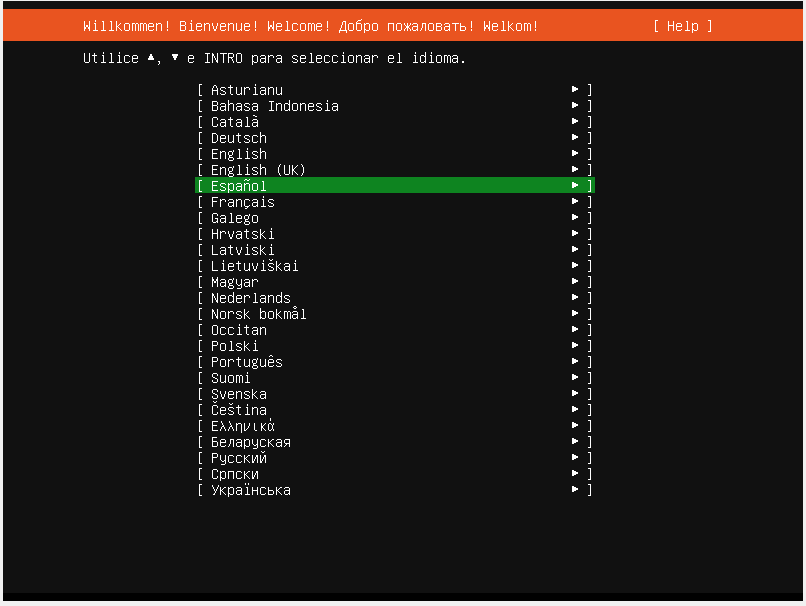 Willkommen! Bienvenue! Welcome! Добро пожаловать! Welkom! [ Help ]
Utilice ▲, ▼ e INTRO para seleccionar el idioma.
[ Asturianu ► ]
[ Bahasa Indonesia ► ]
[ Català ► ]
[ Deutsch ► ]
[ English ► ]
[ English (UK) ► ]
[ Español ► ]
[ Français ► ]
[ Galego ► ]
[ Hrvatski ► ]
[ Latviski ► ]
[ Lietuviškai ► ]
[ Magyar ► ]
[ Nederlands ► ]
[ Norsk bokmål ► ]
[ Occitan ► ]
[ Polski ► ]
[ Português ► ]
[ Suomi ► ]
[ Svenska ► ]
[ Čeština ► ]
[ Ελληνικά ► ]
[ Беларуская ► ]
[ Русский ► ]
[ Српски ► ]
[ Українська ► ]